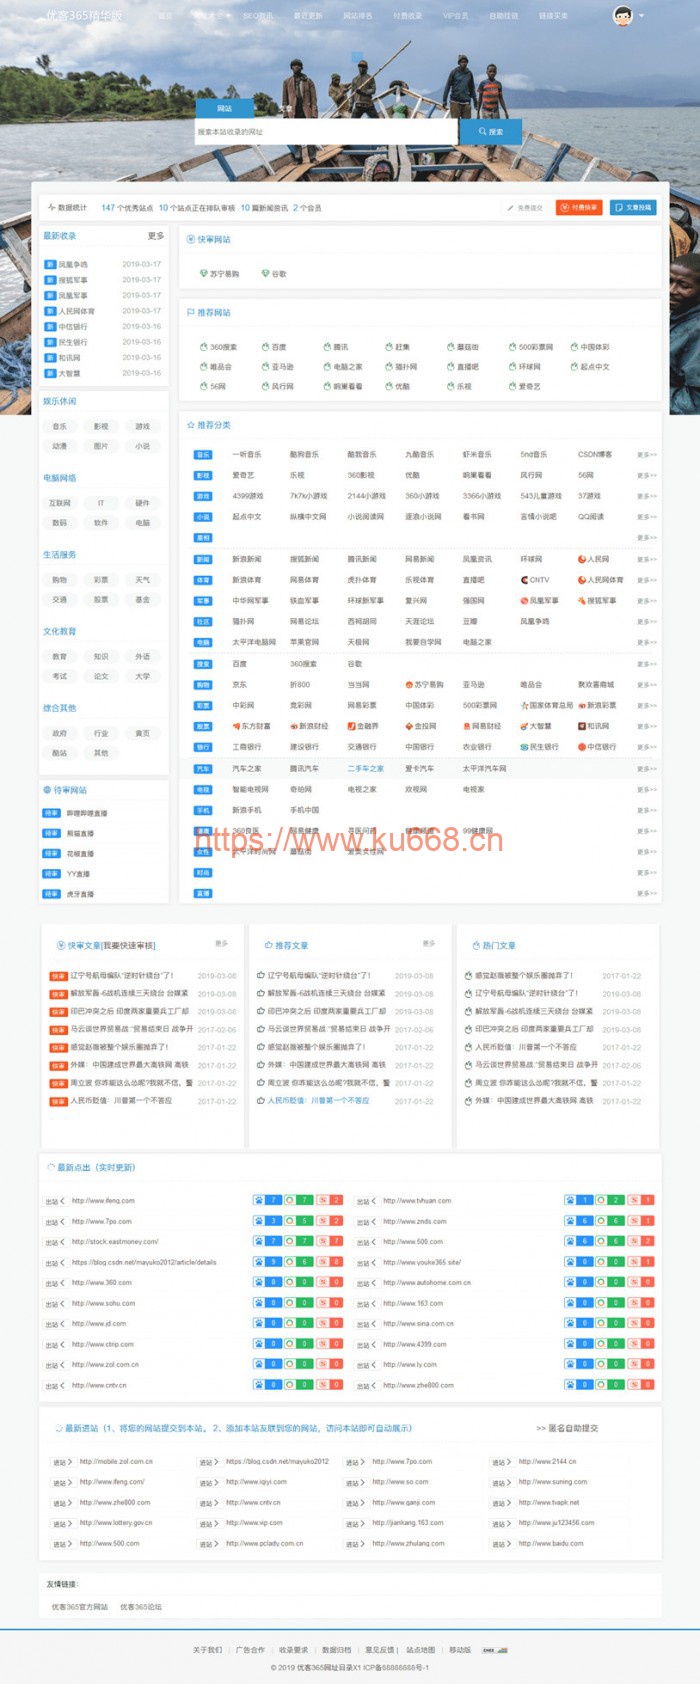 优客365精华版
首页
SEO资讯
最近更新
网站排名
付费收录
VIP会员
自助链接
链接买卖
网站
文章
搜索本站收录的网址
搜索
数据统计 147 个优秀站点 10 个站点正在排队审核 10 篇新闻资讯 2 个会员
免费提交
付费快审
文章投稿
最新收录 更多
新 凤凰争鸣 2019-03-17
新 搜狐军事 2019-03-17
新 凤凰军事 2019-03-17
新 人民网体育 2019-03-17
新 中信银行 2019-03-16
新 民生银行 2019-03-16
新 和讯网 2019-03-16
新 大智慧 2019-03-16
娱乐休闲
音乐 影视 游戏
动漫 图片 小说
电脑网络
互联网 IT 硬件
数码 软件 电脑
生活服务
购物 彩票 天气
交通 股票 基金
文化教育
教育 知识 外语
考试 论文 大学
综合其他
政府 行业 黄页
酷站 其他
待审网站
待审 哔哩哔哩直播
待审 熊猫直播
待审 花椒直播
待审 YY直播
待审 虎牙直播
快审网站
苏宁易购 谷歌
推荐网站
360搜索 百度 腾讯 赶集 蘑菇街 500彩票网 中国体彩
唯品会 亚马逊 电脑之家 猫扑网 直播吧 环球网 起点中文
56网 风行网 响巢看看 优酷 乐视 爱奇艺
推荐分类
音乐 一听音乐 酷狗音乐 酷我音乐 九酷音乐 虾米音乐 5nd音乐 CSDN博客 更多>>
影视 爱奇艺 乐视 360影视 优酷 响巢看看 风行网 56网 更多>>
游戏 4399游戏 7k7k小游戏 2144小游戏 360小游戏 3366小游戏 543儿童游戏 37游戏 更多>>
小说 起点中文 纵横中文网 小说阅读网 逐浪小说网 看书网 言情小说吧 QQ阅读 更多>>
更多>>
新闻 新浪新闻 搜狐新闻 腾讯新闻 网易新闻 凤凰资讯 环球网 人民网 更多>>
体育 新浪体育 网易体育 虎扑体育 乐视体育 直播吧 CNTV 人民网体育 更多>>
军事 中华网军事 铁血军事 环球新军事 复兴网 强国网 凤凰军事 搜狐军事 更多>>
社区 猫扑网 网易论坛 西祠胡同 天涯论坛 豆瓣 凤凰争鸣 更多>>
电脑 太平洋电脑网 苹果官网 天极网 我要自学网 电脑之家 更多>>
搜索 百度 360搜索 谷歌 更多>>
购物 京东 折800 当当网 苏宁易购 亚马逊 唯品会 聚欢喜商城 更多>>
彩票 中彩网 竞彩网 网易彩票 中国体彩 500彩票网 国家体育总局 新浪彩票 更多>>
股票 东方财富 新浪财经 金融界 金投网 网易财经 大智慧 和讯网 更多>>
银行 工商银行 建设银行 交通银行 中国银行 农业银行 民生银行 中信银行 更多>>
汽车 汽车之家 腾讯汽车 二手车之家 爱卡汽车 太平洋汽车网 更多>>
电视 智能电视网 奇珀网 电视之家 欢视网 电视家 更多>>
手机 新浪手机 手机中国 更多>>
健康 360良医 网易健康 寻医问药 健康频道 99健康网 更多>>
https://www.ku668.cn
女性 太平洋时尚网 蘑菇街 爱美女性网 更多>>
时尚 更多>>
直播 更多>>
快审文章[我要快速审核] 更多
快审 辽宁号航母编队“逆时针绕台”了! 2019-03-08
快审 解放军轰-6战机连续三天绕台 台媒紧 2019-03-08
快审 印巴冲突之后 印度两家重要兵工厂却 2019-03-08
快审 马云谈世界贸易战 “贸易结束日 战争开 2017-02-06
快审 感觉赵薇被整个娱乐圈抛弃了! 2017-01-22
快审 外媒：中国建成世界最大高铁网 高铁 2017-01-22
快审 周立波 你咋能这么怂呢?我就不信，警 2017-01-22
快审 人民币贬值：川普第一个不答应 2017-01-22
推荐文章 更多
辽宁号航母编队“逆时针绕台”了! 2019-03-08
解放军轰-6战机连续三天绕台 台媒紧 2019-03-08
印巴冲突之后 印度两家重要兵工厂却 2019-03-08
马云谈世界贸易战 “贸易结束日 战争开 2017-02-06
感觉赵薇被整个娱乐圈抛弃了! 2017-01-22
外媒：中国建成世界最大高铁网 高铁 2017-01-22
周立波 你咋能这么怂呢?我就不信，警 2017-01-22
人民币贬值：川普第一个不答应 2017-01-22
热门文章
感觉赵薇被整个娱乐圈抛弃了! 2017-01-22
辽宁号航母编队“逆时针绕台”了! 2019-03-08
解放军轰-6战机连续三天绕台 台媒紧 2019-03-08
印巴冲突之后 印度两家重要兵工厂却 2019-03-08
人民币贬值：川普第一个不答应 2017-01-22
马云谈世界贸易战 “贸易结束日 战争开 2017-02-06
周立波 你咋能这么怂呢?我就不信，警 2017-01-22
外媒：中国建成世界最大高铁网 高铁 2017-01-22
最新点出（实时更新）
出站 http://www.ifeng.com 7 7 2 出站 http://www.tvhuan.com 1 2 1
出站 http://www.7po.com 3 5 2 出站 http://www.znds.com 6 6 1
出站 http://stock.eastmoney.com/ 7 7 7 出站 http://www.500.com 6 6 2
出站 https://blog.csdn.net/mayuko2012/article/details 9 6 8 出站 http://www.youke365.site/ 0 2 1
出站 http://www.360.com 0 0 0 出站 http://www.autohome.com.cn 0 0 0
出站 http://www.sohu.com 0 0 0 出站 http://www.163.com 0 0 0
出站 http://www.jd.com 0 0 0 出站 http://www.sina.com.cn 0 0 0
出站 http://www.ctrip.com 0 0 0 出站 http://www.4399.com 0 0 0
出站 http://www.zol.com.cn 0 0 0 出站 http://www.ly.com 0 0 0
出站 http://www.cntv.cn 0 0 0 出站 http://www.zhe800.com 0 0 0
最新进站（1、将您的网站提交到本站。 2、添加本站友联到您的网站，访问本站即可自动展示） >> 匿名自助提交
进站 http://mobile.zol.com.cn 进站 https://blog.csdn.net/mayuko2012 进站 http://www.7po.com 进站 http://www.2144.cn
进站 http://www.ifeng.com/ 进站 http://www.iqiyi.com 进站 http://www.so.com 进站 http://www.suning.com
进站 http://www.zhe800.com 进站 http://www.cntv.cn 进站 http://www.ganji.com 进站 http://www.tvapk.net
进站 http://www.lottery.gov.cn 进站 http://www.vip.com 进站 http://jiankang.163.com 进站 http://www.ju123456.com
进站 http://www.500.com 进站 http://www.pclady.com.cn 进站 http://www.zhulang.com 进站 http://www.baidu.com
友情链接:
优客365官方网站 优客365论坛
关于我们 | 广告合作 | 收录要求 | 数据归档 | 意见反馈 | 站点地图 | 移动版
© 2019 优客365网址目录X1 ICP备88888888号-1